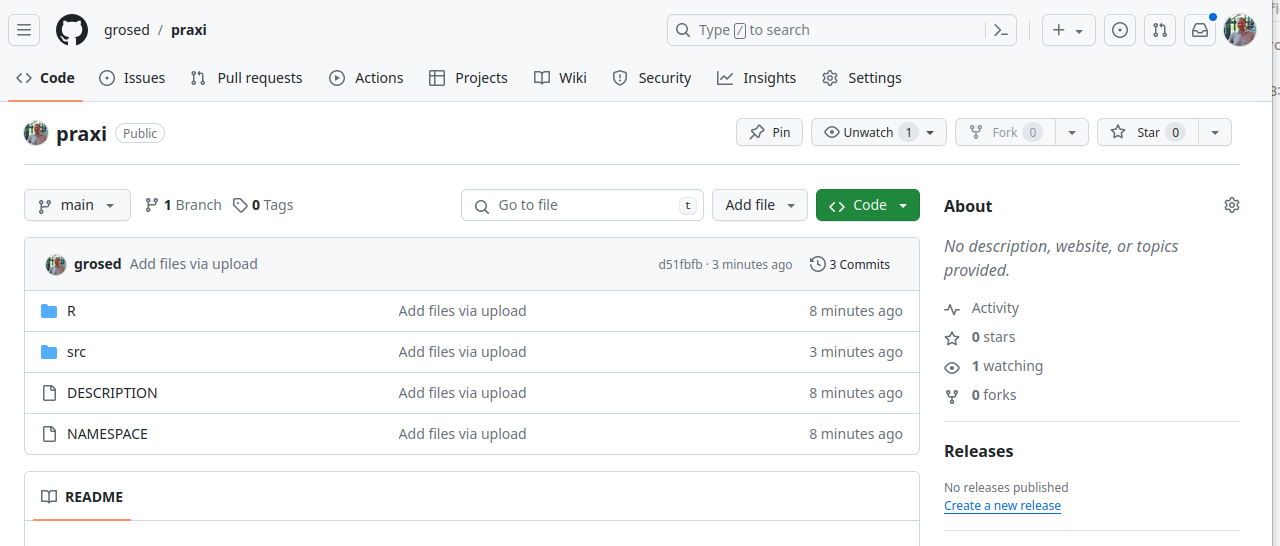 grosed / praxi Type / to search
Code Issues Pull requests Actions Projects Wiki Security Insights Settings
praxi Public Pin Unwatch 1 Fork 0 Star 0
main 1 Branch 0 Tags Go to file t Add file Code
grosed Add files via upload d51fbfb · 3 minutes ago 3 Commits
R Add files via upload 8 minutes ago
src Add files via upload 3 minutes ago
DESCRIPTION Add files via upload 8 minutes ago
NAMESPACE Add files via upload 8 minutes ago
README
About
No description, website, or topics
provided.
Activity
0 stars
1 watching
0 forks
Releases
No releases published
Create a new release